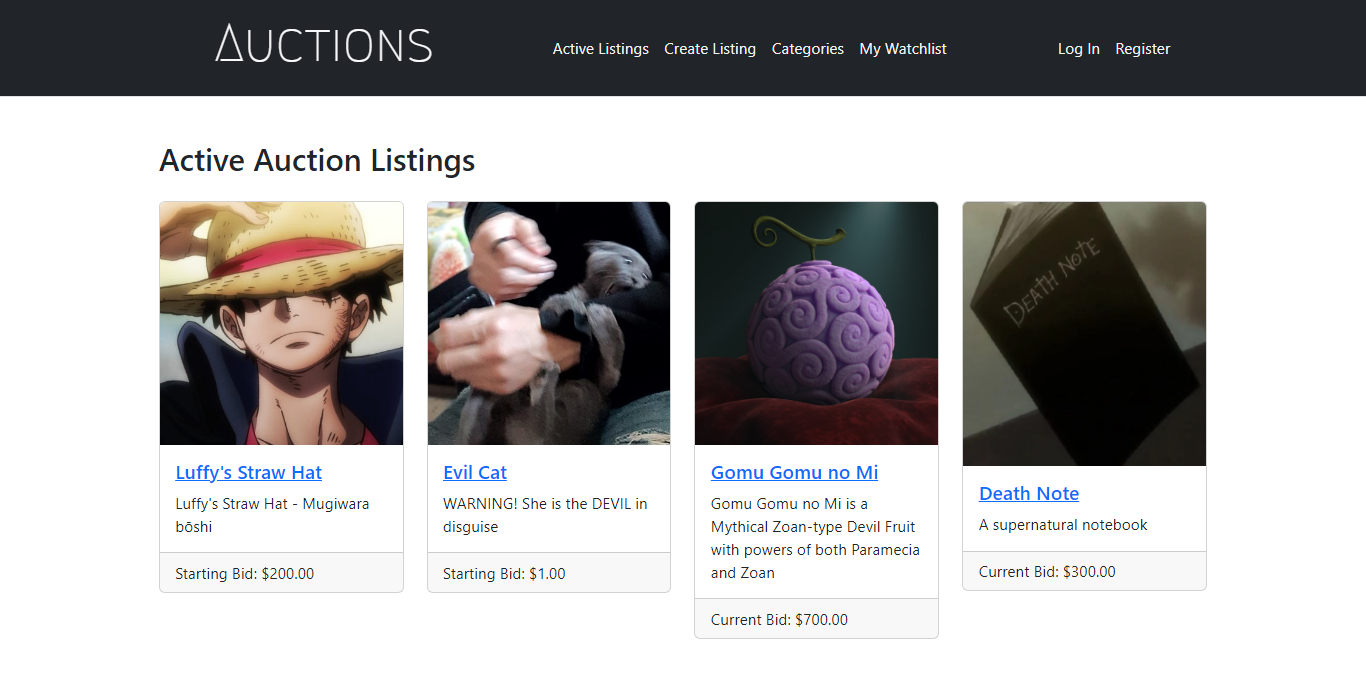 AUCTIONS
Active Listings Create Listing Categories My Watchlist Log In Register
Active Auction Listings
Luffy's Straw Hat
Luffy's Straw Hat - Mugiwara
bōshi
Starting Bid: $200.00
Evil Cat
WARNING! She is the DEVIL in
disguise
Starting Bid: $1.00
Gomu Gomu no Mi
Gomu Gomu no Mi is a
Mythical Zoan-type Devil Fruit
with powers of both Paramecia
and Zoan
Current Bid: $700.00
DEATH NOTE
Death Note
A supernatural notebook
Current Bid: $300.00